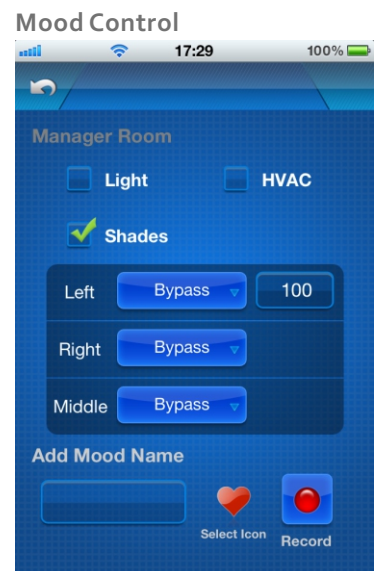 Mood Control
17:29 100%
Manager Room
Light HVAC
Shades
Left Bypass 100
Right Bypass
Middle Bypass
Add Mood Name
Select Icon Record